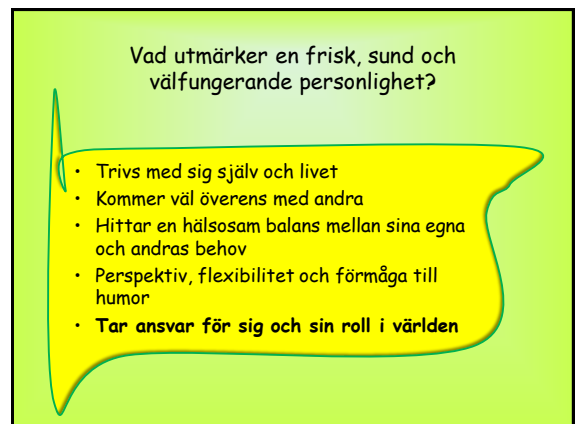 Vad utmärker en frisk, sund och
välfungerande personlighet?
• Trivs med sig själv och livet
• Kommer väl överens med andra
• Hittar en hälsosam balans mellan sina egna
och andras behov
• Perspektiv, flexibilitet och förmåga till
humor
• Tar ansvar för sig och sin roll i världen